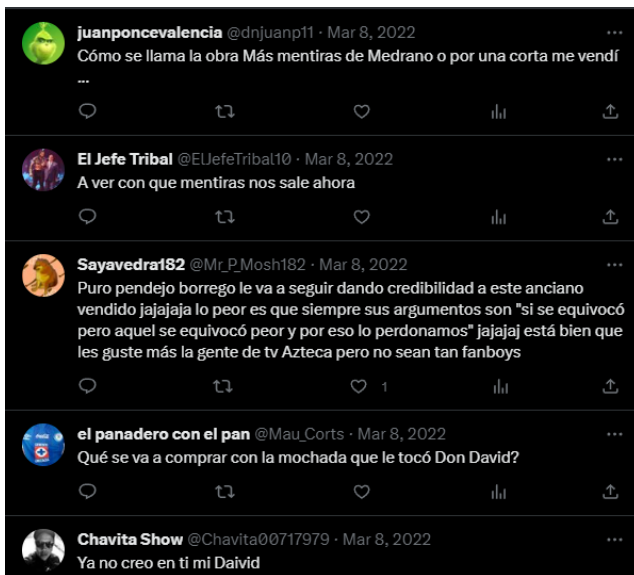 juanponcevalencia @dnjuanp11 · Mar 8, 2022
Cómo se llama la obra Más mentiras de Medrano o por una corta me vendí
...
El Jefe Tribal @ElJefeTribal10 · Mar 8, 2022
A ver con que mentiras nos sale ahora
Sayavedra182 @Mr_P_Mosh182 · Mar 8, 2022
Puro pendejo borrego le va a seguir dando credibilidad a este anciano
vendido jajajaja lo peor es que siempre sus argumentos son "si se equivocó
pero aquel se equivocó peor y por eso lo perdonamos" jajajaj está bien que
les guste más la gente de tv Azteca pero no sean tan fanboys
1
el panadero con el pan @Mau_Corts · Mar 8, 2022
Qué se va a comprar con la mochada que le tocó Don David?
Chavita Show @Chavita00717979 · Mar 8, 2022
Ya no creo en ti mi Daivid